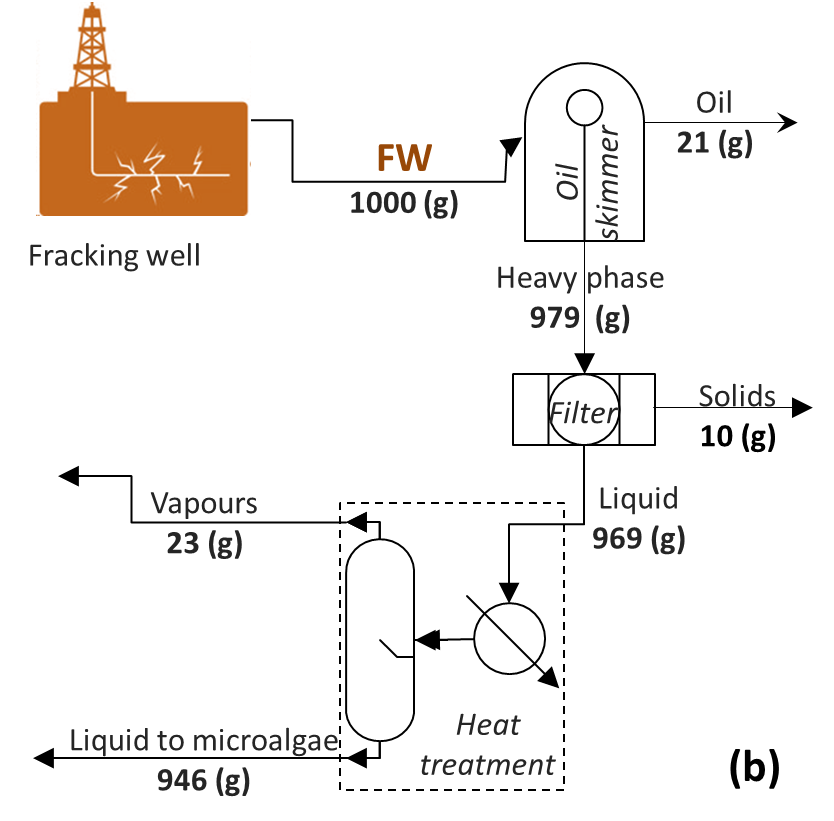 FW
1000 (g)
Oil
21 (g)
Oil
skimmer
Fracking well
Heavy phase
979 (g)
Filter
Solids
10 (g)
Liquid
969 (g)
Vapours
23 (g)
Heat
treatment
Liquid to microalgae
946 (g)
(b)